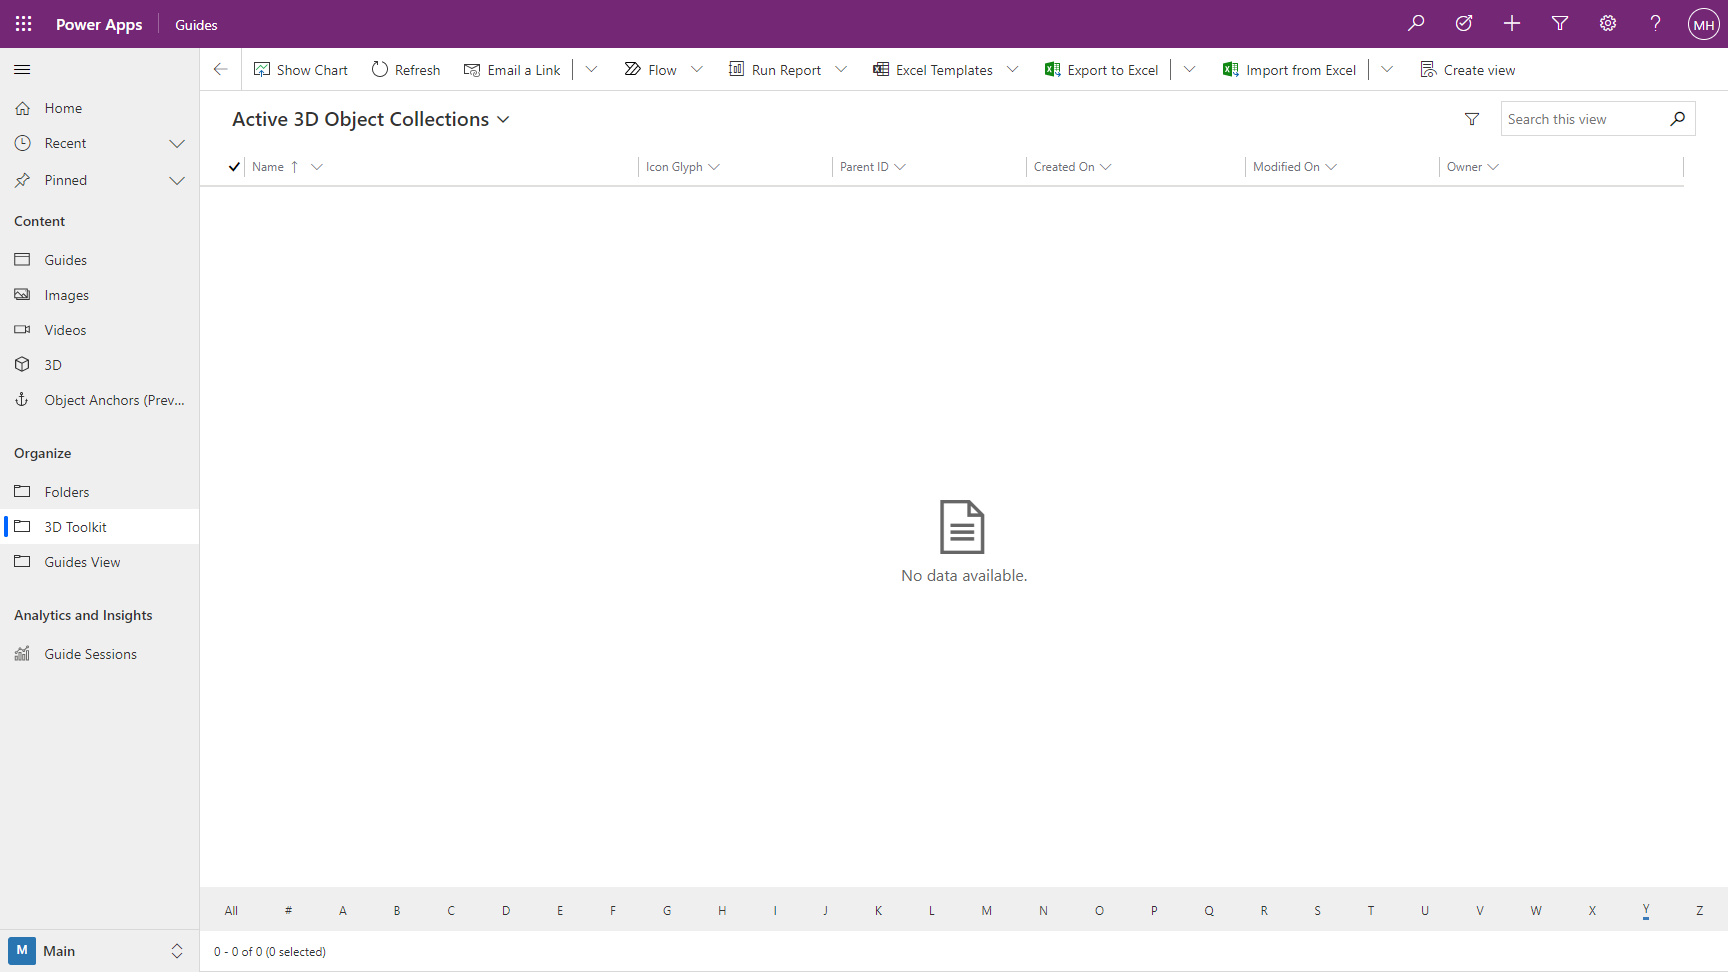 Power Apps
Guides
MH
Show Chart
Refresh
Email a Link
Flow
Run Report
Excel Templates
Export to Excel
Import from Excel
Create view
Home
Recent
Pinned
Content
Guides
Images
Videos
3D
Object Anchors (Prev...
Organize
Folders
3D Toolkit
Guides View
Analytics and Insights
Guide Sessions
M Main
Active 3D Object Collections
Search this view
Name ↑ Icon Glyph Parent ID Created On Modified On Owner
No data available.
All # A B C D E F G H I J K L M N O P Q R S T U V W X Y Z
0 - 0 of 0 (0 selected)